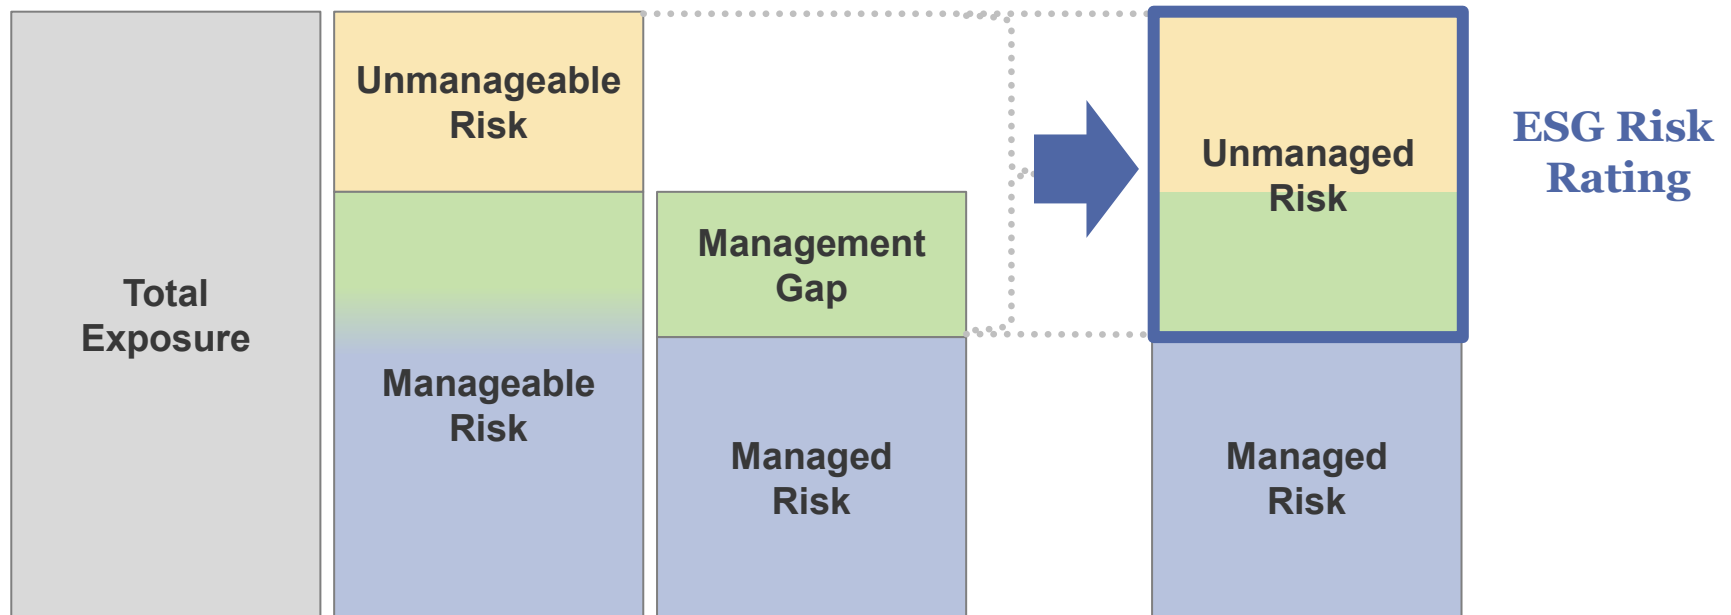 Total
Exposure
Unmanageable
Risk
Manageable
Risk
Management
Gap
Managed
Risk
Unmanaged
Risk
Managed
Risk
ESG Risk
Rating